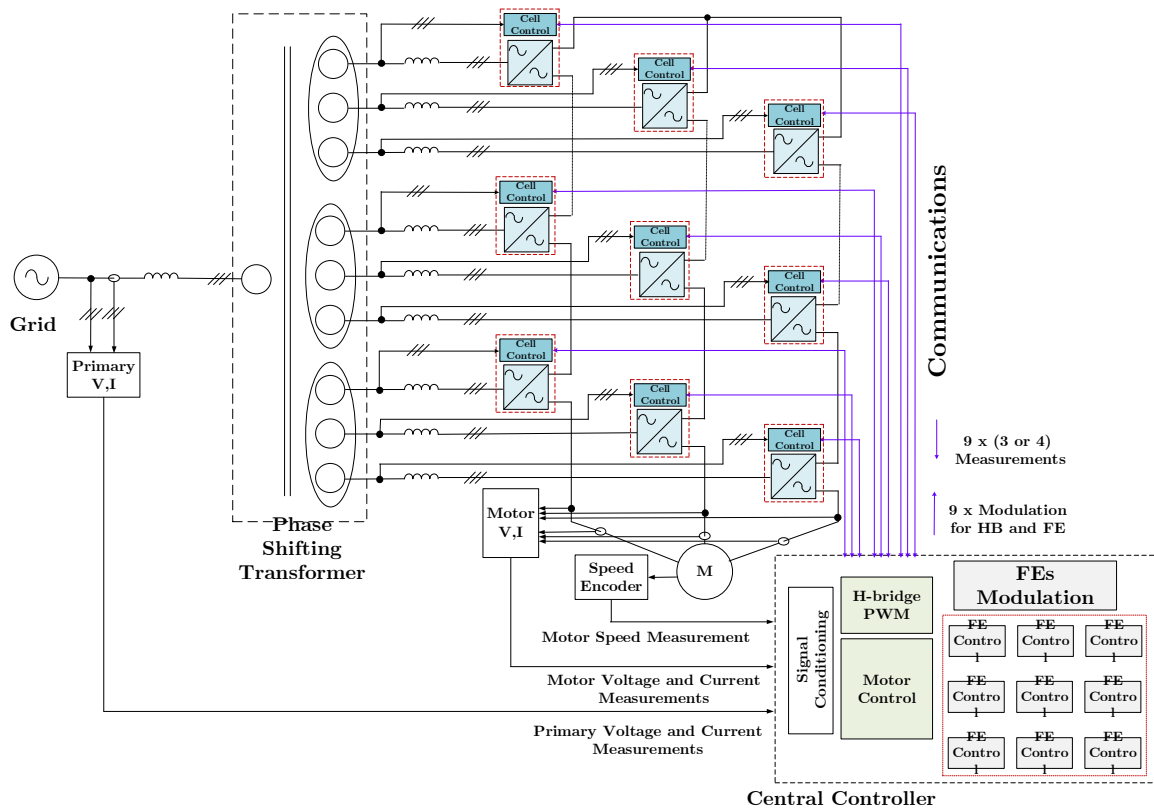 Cell
Control
Cell
Control
Cell
Control
Cell
Control
Cell
Control
Cell
Control
Cell
Control
Cell
Control
Cell
Control
Grid
Primary
V,I
Phase
Shifting
Transformer
Motor
V,I
Speed
Encoder
M
Communications
9 x (3 or 4)
Measurements
9 x Modulation
for HB and FE
Motor Speed Measurement
Motor Voltage and Current
Measurements
Primary Voltage and Current
Measurements
Signal
Conditioning
H-bridge
PWM
Motor
Control
FEs
Modulation
FE
Contro
l
FE
Contro
l
FE
Contro
l
FE
Contro
l
FE
Contro
l
FE
Contro
l
FE
Contro
l
FE
Contro
l
FE
Contro
l
Central Controller